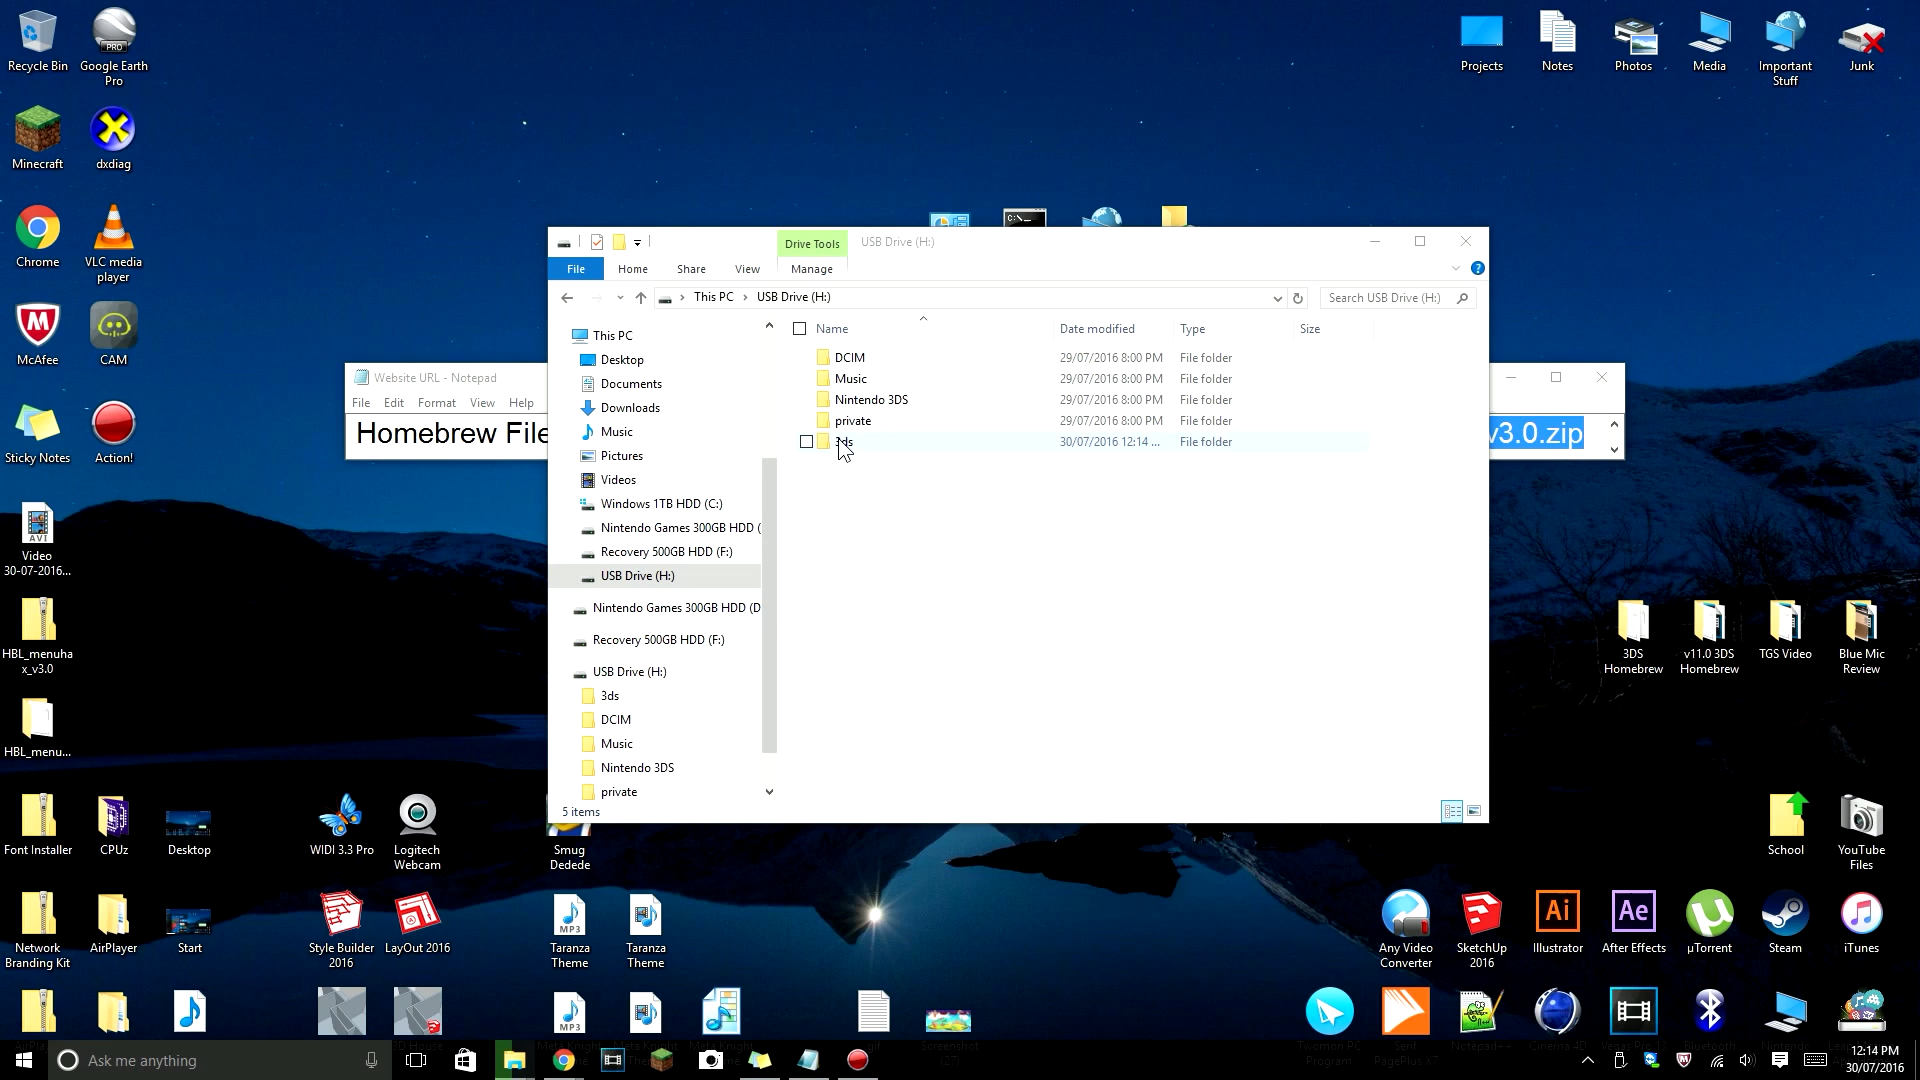 Recycle Bin
Google Earth
Pro
PRO
Projects
Notes
Photos
Media
Important
Stuff
Junk
Minecraft
dxdiag
Chrome
VLC media
player
McAfee
CAM
Sticky Notes
Action!
Video
30-07-2016...
AVI
HBL_menuha
x_v3.0
HBL_menu...
Website URL - Notepad
File Edit Format View Help
Homebrew File
v3.0.zip
C:\_
Drive Tools
USB Drive (H:)
File Home Share View Manage
This PC > USB Drive (H:)
Search USB Drive (H:)
Name Date modified Type Size
DCIM 29/07/2016 8:00 PM File folder
Music 29/07/2016 8:00 PM File folder
Nintendo 3DS 29/07/2016 8:00 PM File folder
private 29/07/2016 8:00 PM File folder
3ds 30/07/2016 12:14 ... File folder
This PC
Desktop
Documents
Downloads
Music
Pictures
Videos
Windows 1TB HDD (C:)
Nintendo Games 300GB HDD (
Recovery 500GB HDD (F:)
USB Drive (H:)
Nintendo Games 300GB HDD (D
Recovery 500GB HDD (F:)
USB Drive (H:)
3ds
DCIM
Music
Nintendo 3DS
private
5 items
3DS
Homebrew
v11.0 3DS
Homebrew
TGS Video
Blue Mic
Review
Font Installer
CPUz
Desktop
WIDI 3.3 Pro
Logitech
Webcam
Smug
Dedede
School
YouTube
Files
Network
Branding Kit
AirPlayer
Start
Style Builder
2016
LayOut 2016
MP3
Taranza
Theme
Taranza
Theme
Any Video
Converter
SketchUp
2016
Ai
Illustrator
Ae
After Effects
µTorrent
Steam
iTunes
MP3
Ask me anything
12:14 PM
30/07/2016